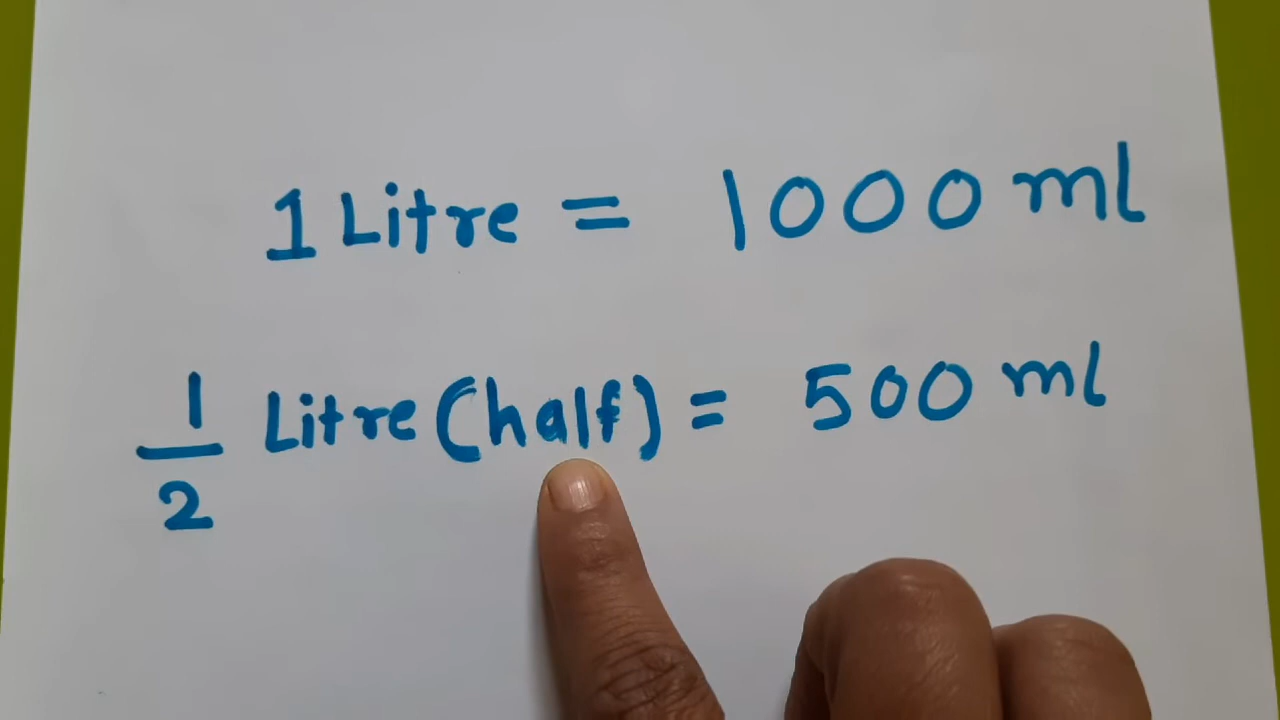 1 Litre = 1000 ml
1/2 Litre (half) = 500 ml